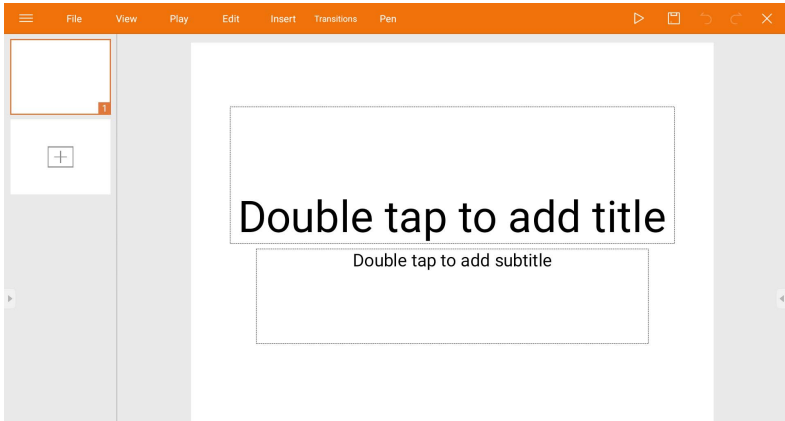 File View Play Edit Insert Transitions Pen
1
Double tap to add title
Double tap to add subtitle